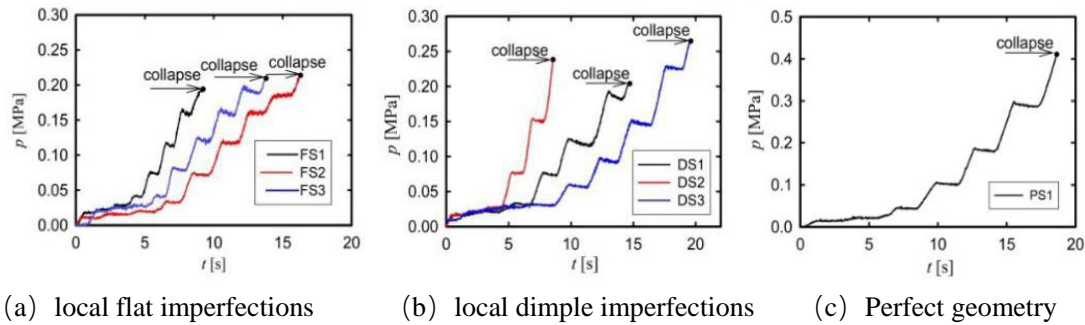 0.30
0.25
0.20
0.15
0.10
0.05
0.00
p [MPa]
collapse collapse collapse
FS1
FS2
FS3
0 5 10 15 20
t [s]
0.30
0.25
0.20
0.15
0.10
0.05
0.00
p [MPa]
collapse
collapse
DS1
DS2
DS3
0 5 10 15 20
t [s]
0.5
0.4
0.3
0.2
0.1
0.0
p [MPa]
collapse
PS1
0 5 10 15 20
t [s]
(a) local flat imperfections (b) local dimple imperfections (c) Perfect geometry